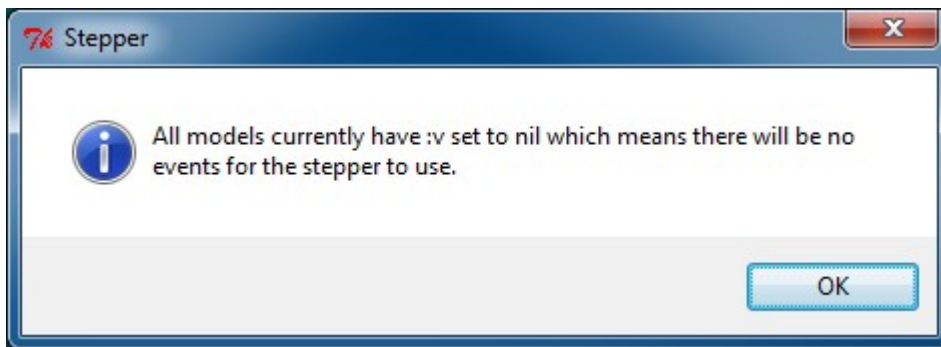 Stepper
All models currently have :v set to nil which means there will be no
events for the stepper to use.
OK